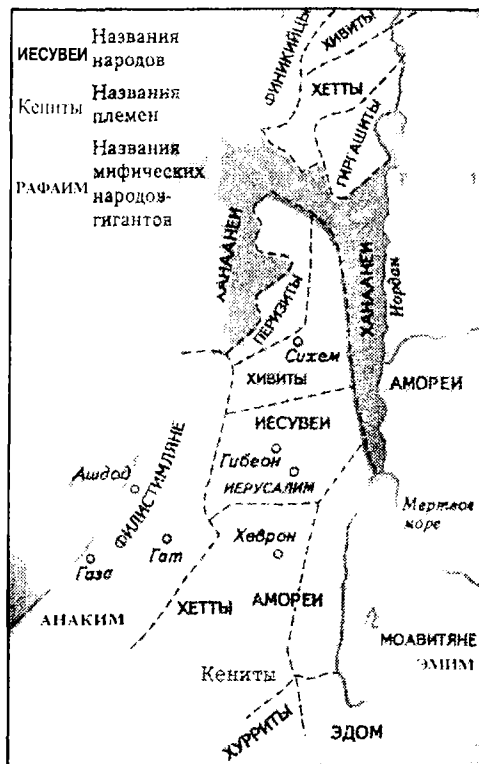 ИЕСУВЕИ
Названия
народов
Кениты
Названия
племен
РАФАИМ
Названия
мифических
народов-
гигантов
ФИНИКИЙЦЫ
ХИВИТЫ
ХЕТТЫ
ГИРГАШИТЫ
ХАНААНЕИ
ХАНААНЕИ
Иордан
ПЕРИЗИТЫ
Сихем
ХИВИТЫ
АМОРЕИ
ИЕСУВЕИ
Гибеон
ИЕРУСАЛИМ
Ашдод
ФИЛИСТИМЛЯНЕ
Мертвое
море
Газа
Гат
Хеврон
АНАКИМ
ХЕТТЫ
АМОРЕИ
МОАВИТЯНЕ
ЭМИМ
Кениты
ХУРРИТЫ
ЭДОМ